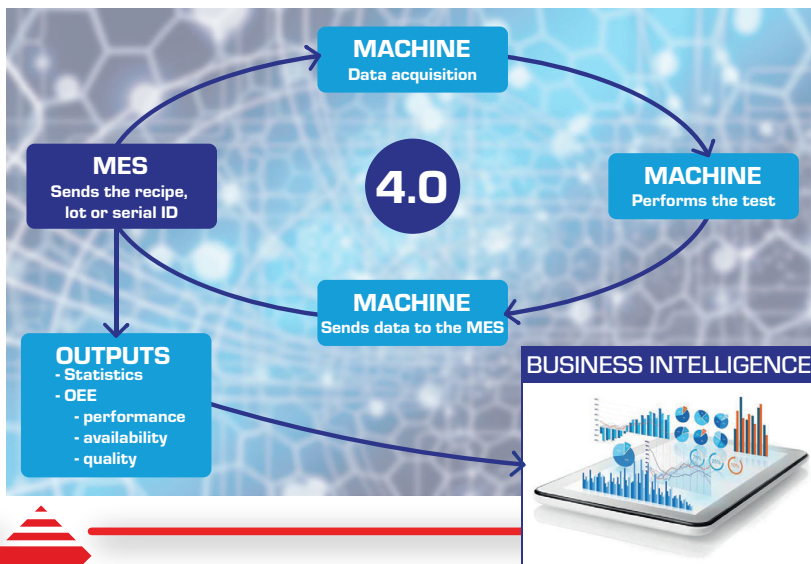 MACHINE
Data acquisition
MES
Sends the recipe,
lot or serial ID
4.0
MACHINE
Performs the test
MACHINE
Sends data to the MES
OUTPUTS
- Statistics
- OEE
- performance
- availability
- quality
BUSINESS INTELLIGENCE